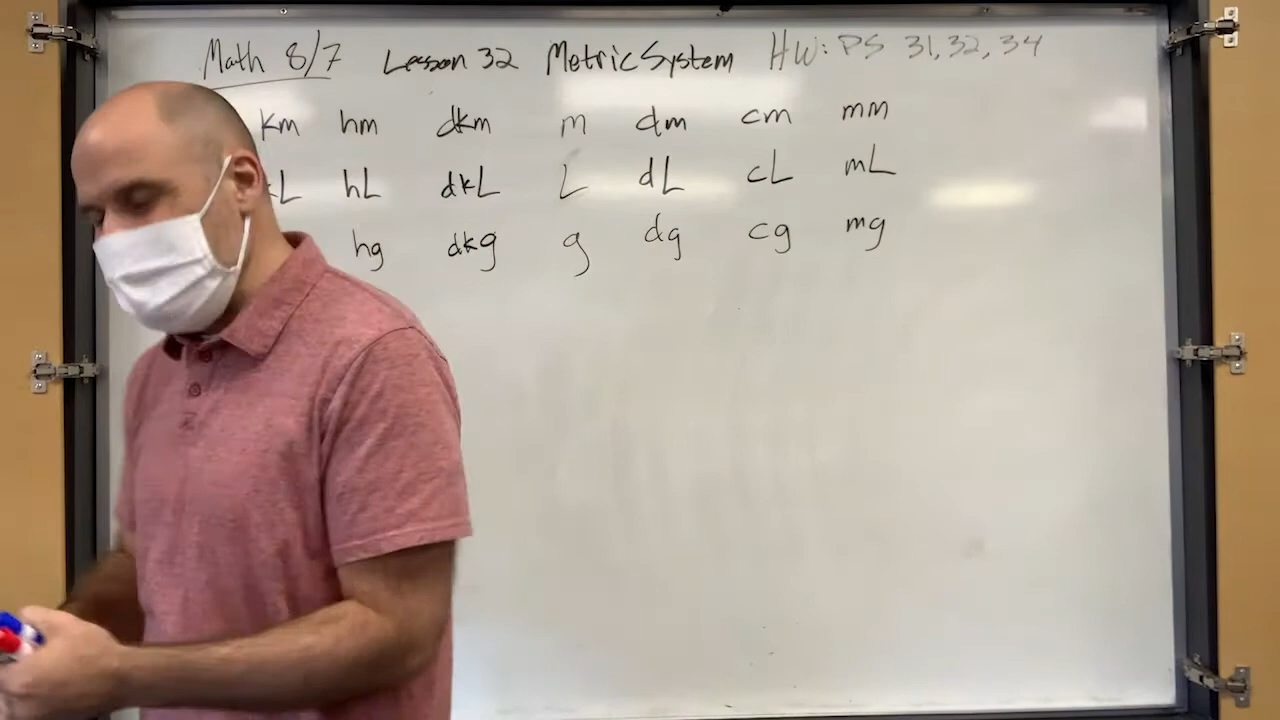 Math 8/7 Lesson 32 Metric System HW: PS 31, 32, 34
km hm dkm m dm cm mm
kL hL dkL L dL cL mL
hg dkg g dg cg mg